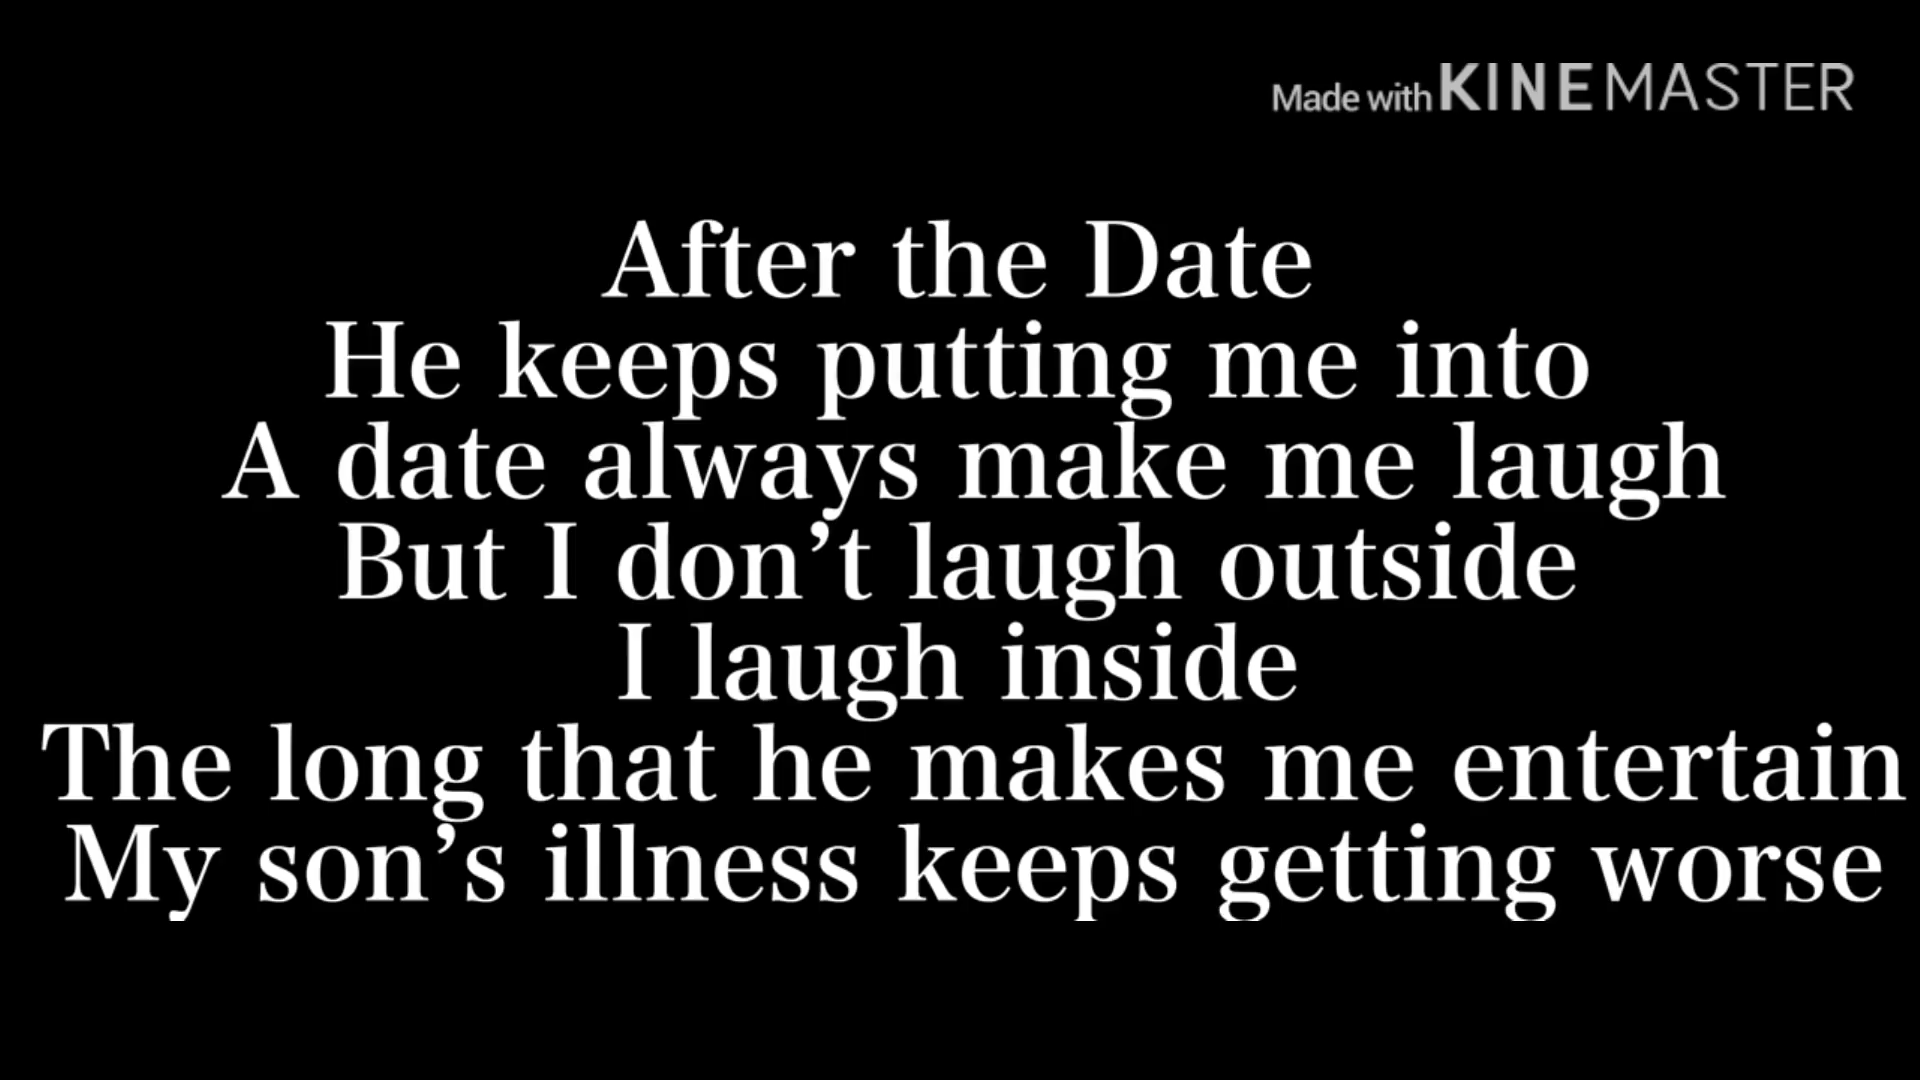 Made with KINEMASTER
After the Date
He keeps putting me into
A date always make me laugh
But I don’t laugh outside
I laugh inside
The long that he makes me entertain
My son’s illness keeps getting worse